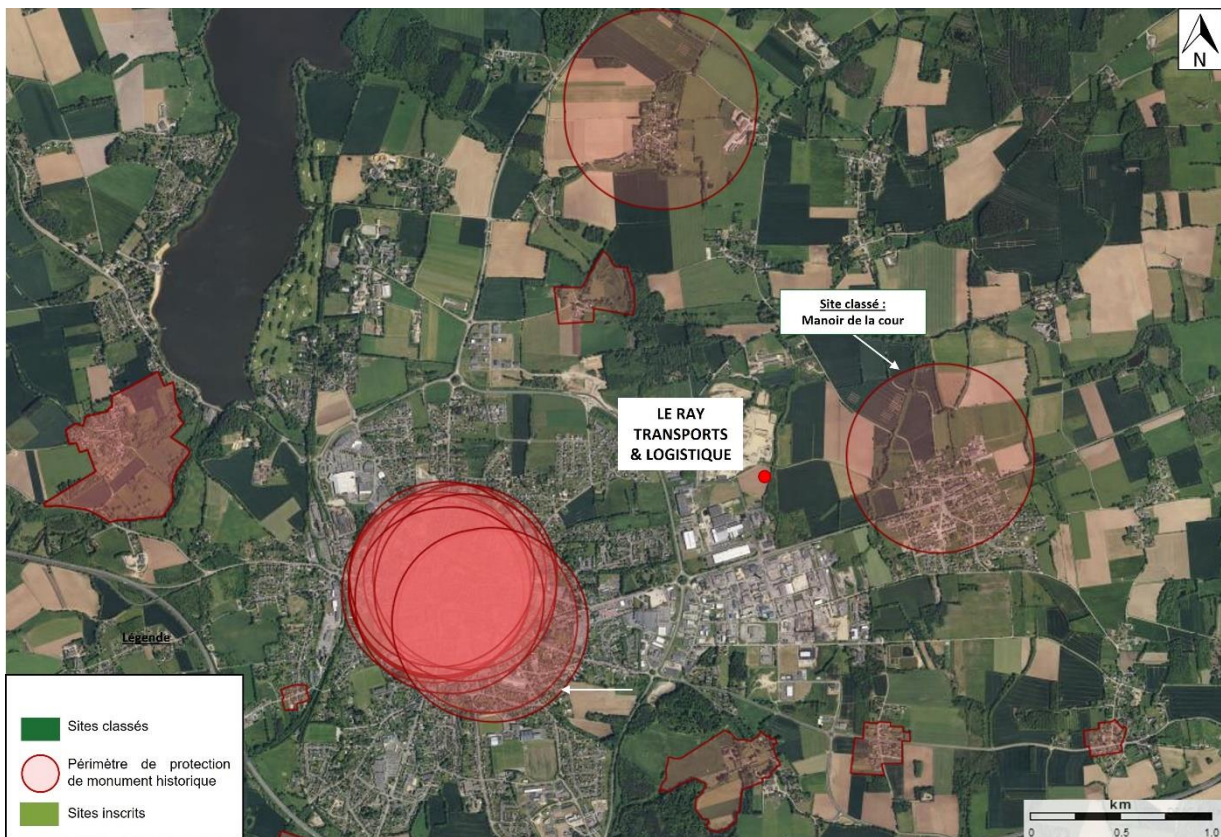 N
Site classé :
Manoir de la cour
LE RAY
TRANSPORTS
& LOGISTIQUE
Légende
Sites classés
Périmètre de protection
de monument historique
Sites inscrits
km
0 0.5 1.0